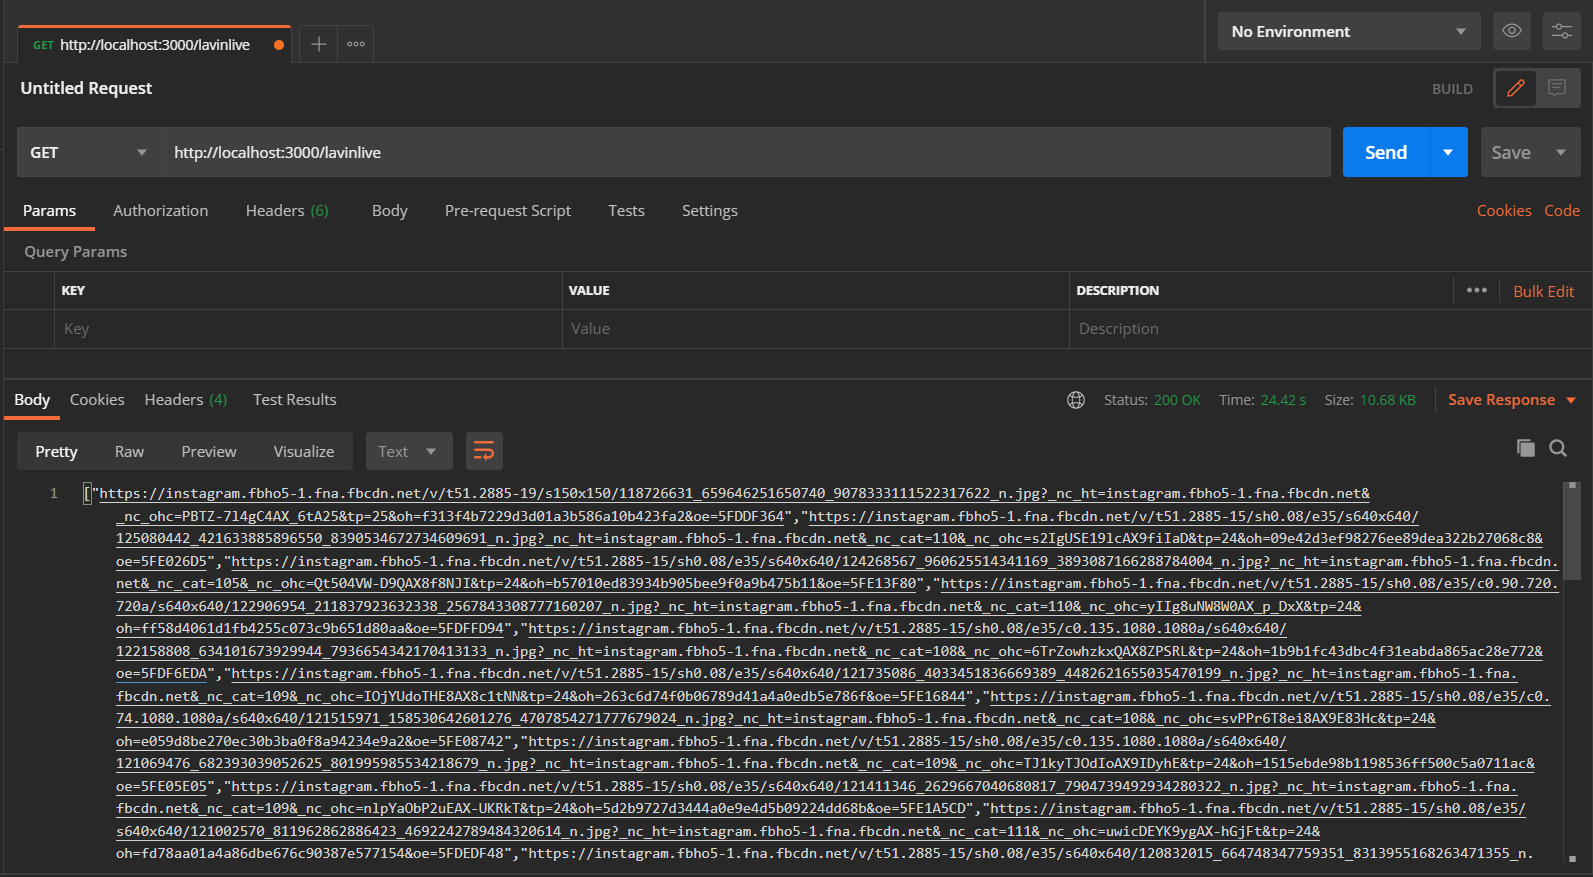 GET http://localhost:3000/lavinlive
No Environment
Untitled Request
BUILD
GET http://localhost:3000/lavinlive Send Save
Params Authorization Headers (6) Body Pre-request Script Tests Settings Cookies Code
Query Params
KEY VALUE DESCRIPTION Bulk Edit
Key Value Description
Body Cookies Headers (4) Test Results Status: 200 OK Time: 24.42 s Size: 10.68 KB Save Response
Pretty Raw Preview Visualize Text
1 ["https://instagram.fbho5-1.fna.fbcdn.net/v/t51.2885-19/s150x150/118726631_659646251650740_9078333111522317622_n.jpg?_nc_ht=instagram.fbho5-1.fna.fbcdn.net&
_nc_ohc=PBTZ-7l4gC4AX_6tA25&tp=25&oh=f313f4b7229d3d01a3b586a10b423fa2&oe=5FDDF364","https://instagram.fbho5-1.fna.fbcdn.net/v/t51.2885-15/sh0.08/e35/s640x640/
125080442_421633885896550_8390534672734609691_n.jpg?_nc_ht=instagram.fbho5-1.fna.fbcdn.net&_nc_cat=110&_nc_ohc=s2IgUSE19lcAX9fiIaD&tp=24&oh=09e42d3ef98276ee89dea322b27068c8&
oe=5FE026D5","https://instagram.fbho5-1.fna.fbcdn.net/v/t51.2885-15/sh0.08/e35/s640x640/124268567_960625514341169_3893087166288784004_n.jpg?_nc_ht=instagram.fbho5-1.fna.fbcdn.
net&_nc_cat=105&_nc_ohc=Qt504VW-D9QAX8f8NJI&tp=24&oh=b57010ed83934b905bee9f0a9b475b11&oe=5FE13F80","https://instagram.fbho5-1.fna.fbcdn.net/v/t51.2885-15/sh0.08/e35/c0.90.720.
720a/s640x640/122906954_211837923632338_2567843308777160207_n.jpg?_nc_ht=instagram.fbho5-1.fna.fbcdn.net&_nc_cat=110&_nc_ohc=yIIg8uNW8W0AX_p_DxX&tp=24&
oh=ff58d4061d1fb4255c073c9b651d80aa&oe=5FDFFD94","https://instagram.fbho5-1.fna.fbcdn.net/v/t51.2885-15/sh0.08/e35/c0.135.1080.1080a/s640x640/
122158808_634101673929944_7936654342170413133_n.jpg?_nc_ht=instagram.fbho5-1.fna.fbcdn.net&_nc_cat=108&_nc_ohc=6TrZowhzkxQAX8ZPSRL&tp=24&oh=1b9b1fc43dbc4f31eabda865ac28e772&
oe=5FDF6EDA","https://instagram.fbho5-1.fna.fbcdn.net/v/t51.2885-15/sh0.08/e35/s640x640/121735086_4033451836669389_4482621655035470199_n.jpg?_nc_ht=instagram.fbho5-1.fna.
fbcdn.net&_nc_cat=109&_nc_ohc=IOjYUdoTHE8AX8c1tNN&tp=24&oh=263c6d74f0b06789d41a4a0edb5e786f&oe=5FE16844","https://instagram.fbho5-1.fna.fbcdn.net/v/t51.2885-15/sh0.08/e35/c0.
74.1080.1080a/s640x640/121515971_158530642601276_4707854271777679024_n.jpg?_nc_ht=instagram.fbho5-1.fna.fbcdn.net&_nc_cat=108&_nc_ohc=svPPr6T8ei8AX9E83Hc&tp=24&
oh=e059d8be270ec30b3ba0f8a94234e9a2&oe=5FE08742","https://instagram.fbho5-1.fna.fbcdn.net/v/t51.2885-15/sh0.08/e35/c0.135.1080.1080a/s640x640/
121069476_682393039052625_801995985534218679_n.jpg?_nc_ht=instagram.fbho5-1.fna.fbcdn.net&_nc_cat=109&_nc_ohc=TJ1kyTJOdIoAX9IDyhE&tp=24&oh=1515ebde98b1198536ff500c5a0711ac&
oe=5FE05E05","https://instagram.fbho5-1.fna.fbcdn.net/v/t51.2885-15/sh0.08/e35/s640x640/121411346_2629667040680817_7904739492934280322_n.jpg?_nc_ht=instagram.fbho5-1.fna.
fbcdn.net&_nc_cat=109&_nc_ohc=nlpYaObP2uEAX-UKRkT&tp=24&oh=5d2b9727d3444a0e9e4d5b09224dd68b&oe=5FE1A5CD","https://instagram.fbho5-1.fna.fbcdn.net/v/t51.2885-15/sh0.08/e35/
s640x640/121002570_811962862886423_4692242789484320614_n.jpg?_nc_ht=instagram.fbho5-1.fna.fbcdn.net&_nc_cat=111&_nc_ohc=uwicDEYK9ygAX-hGjFt&tp=24&
oh=fd78aa01a4a86dbe676c90387e577154&oe=5FDEDF48","https://instagram.fbho5-1.fna.fbcdn.net/v/t51.2885-15/sh0.08/e35/s640x640/120832015_664748347759351_8313955168263471355_n.